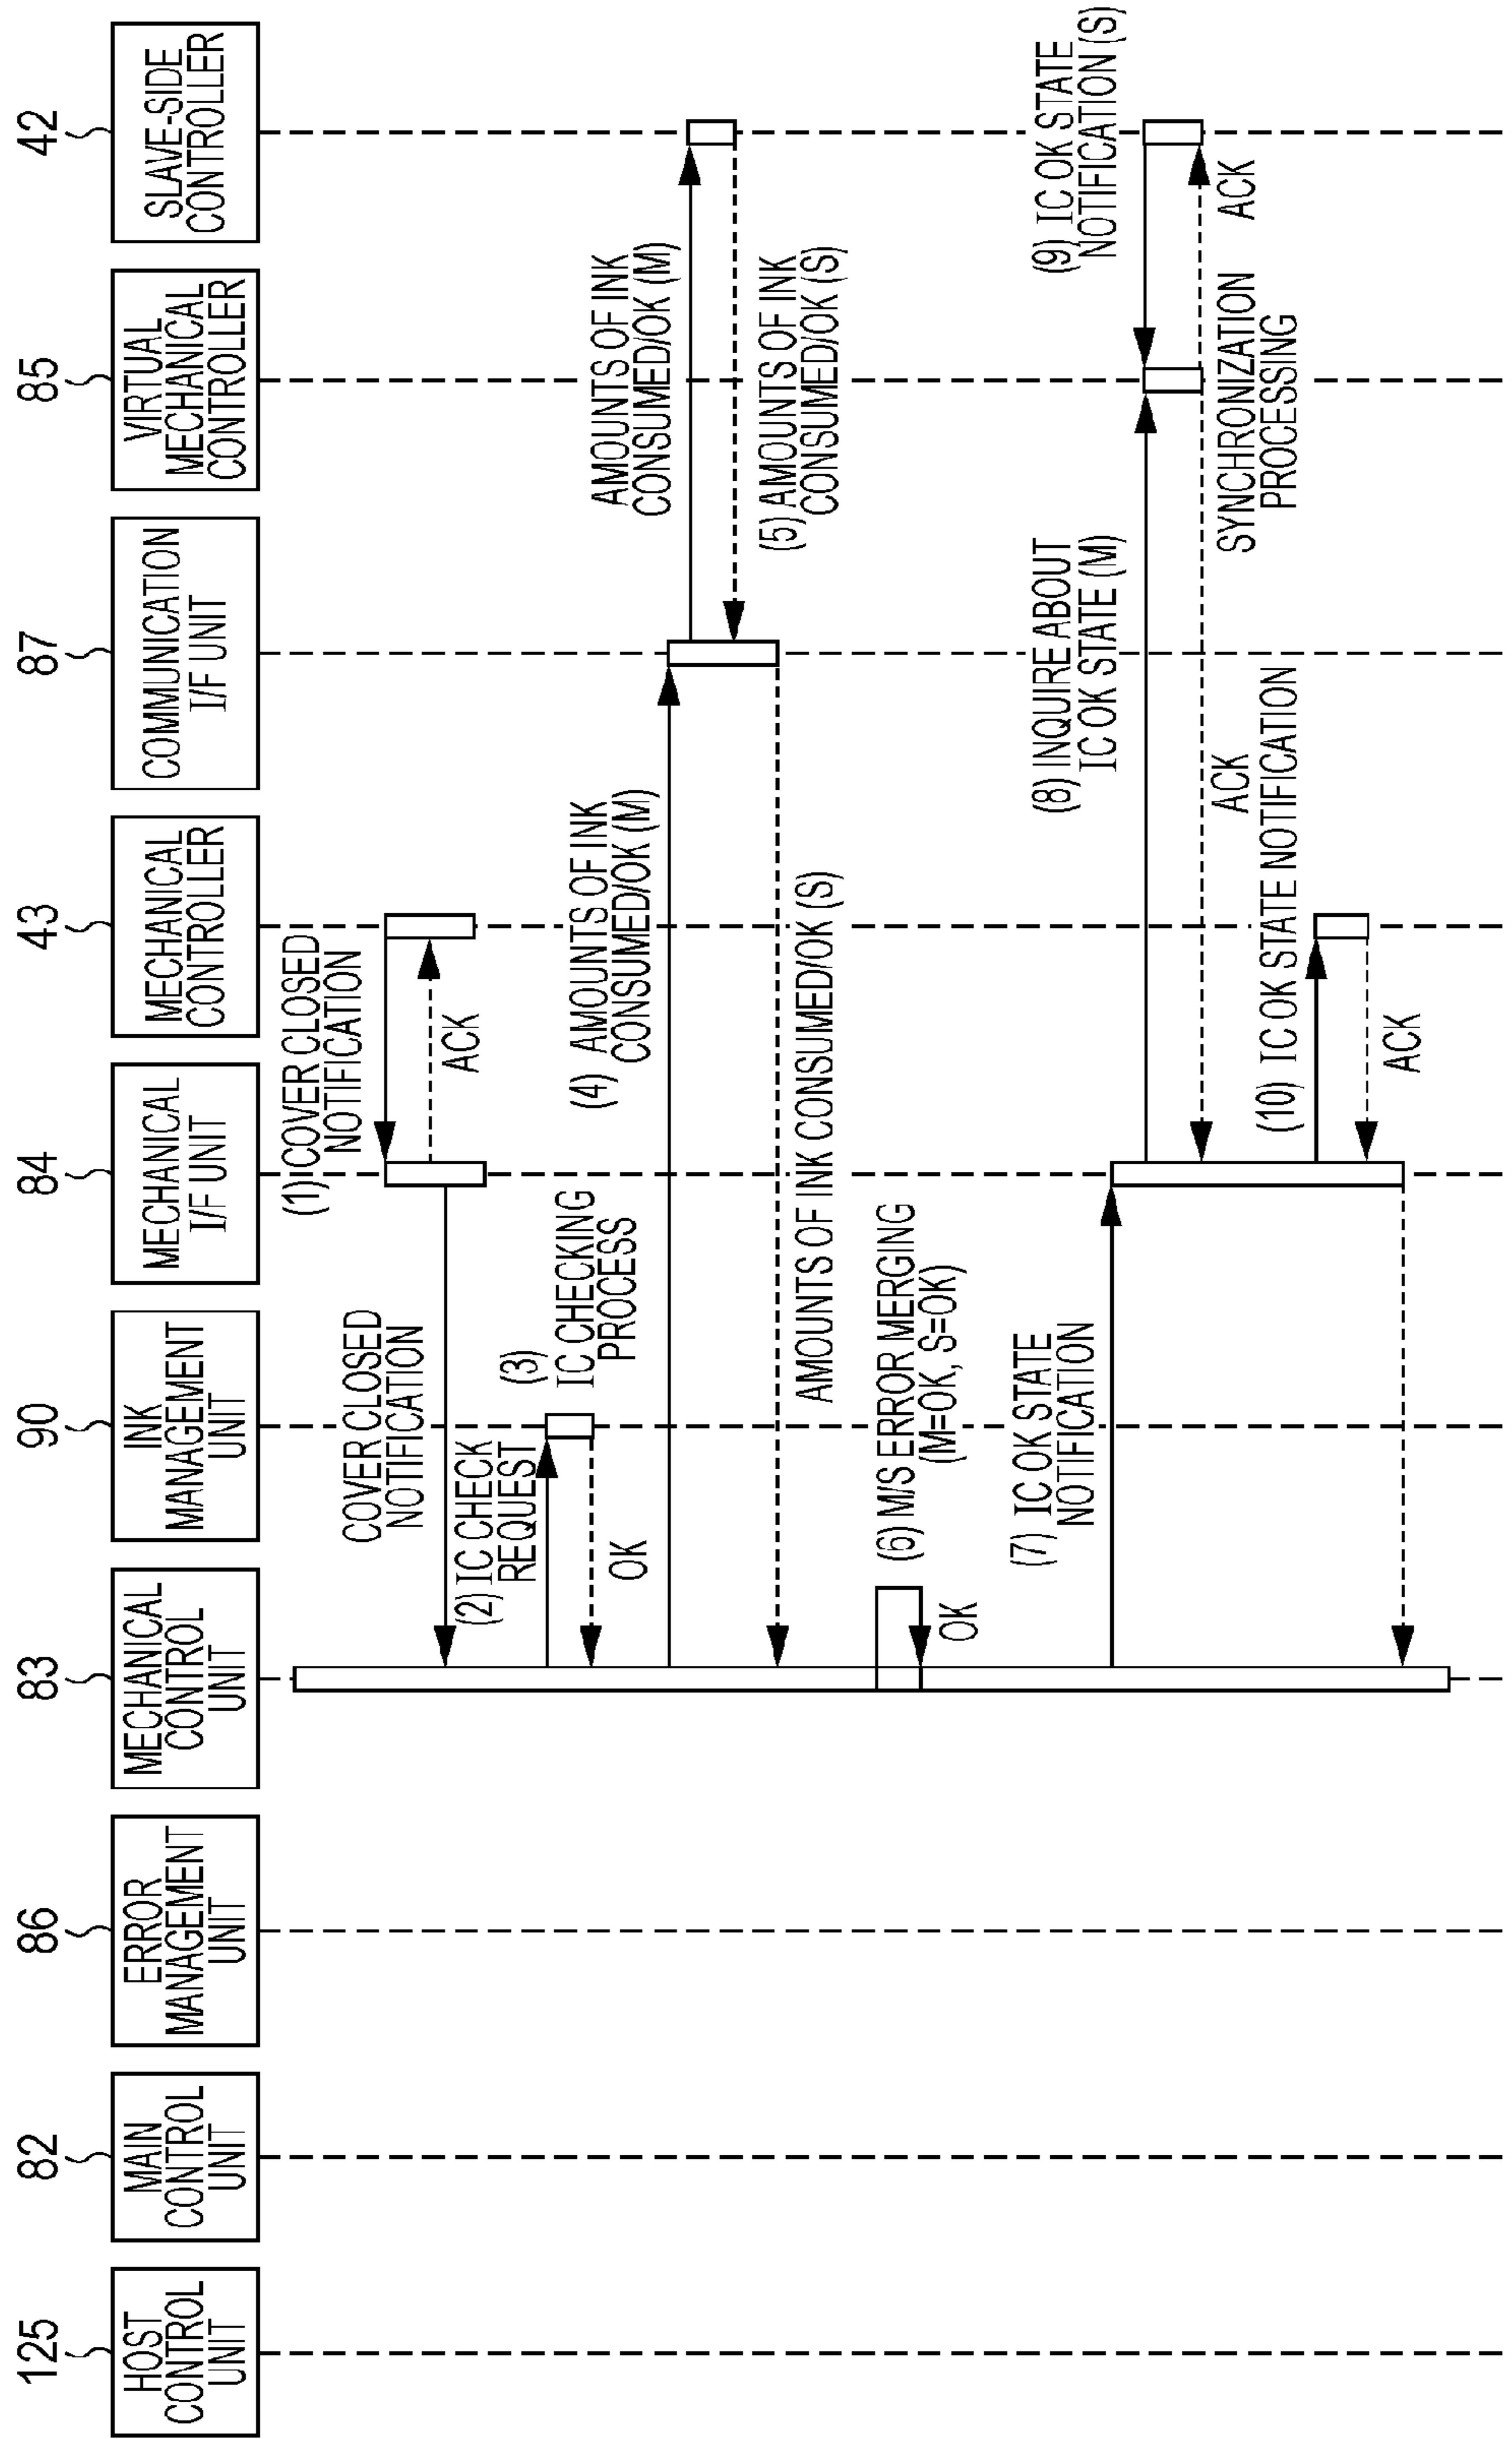 125
HOST
CONTROL
UNIT
82
MAIN
CONTROL
UNIT
86
ERROR
MANAGEMENT
UNIT
83
MECHANICAL
CONTROL
UNIT
90
INK
MANAGEMENT
UNIT
84
MECHANICAL
I/F UNIT
43
MECHANICAL
CONTROLLER
87
COMMUNICATION
I/F UNIT
85
VIRTUAL
MECHANICAL
CONTROLLER
42
SLAVE-SIDE
CONTROLLER
(1) COVER CLOSED
NOTIFICATION
ACK
COVER CLOSED
NOTIFICATION
(2) IC CHECK
REQUEST
(3)
IC CHECKING
PROCESS
OK
(4) AMOUNTS OF INK
CONSUMED/OK (M)
AMOUNTS OF INK
CONSUMED/OK (M)
(5) AMOUNTS OF INK
CONSUMED/OK (S)
AMOUNTS OF INK CONSUMED/OK (S)
(6) M/S ERROR MERGING
(M=OK, S=OK)
OK
(7) IC OK STATE
NOTIFICATION
(8) INQUIRE ABOUT
IC OK STATE (M)
(9) IC OK STATE
NOTIFICATION (S)
ACK
ACK
SYNCHRONIZATION
PROCESSING
(10) IC OK STATE NOTIFICATION
ACK